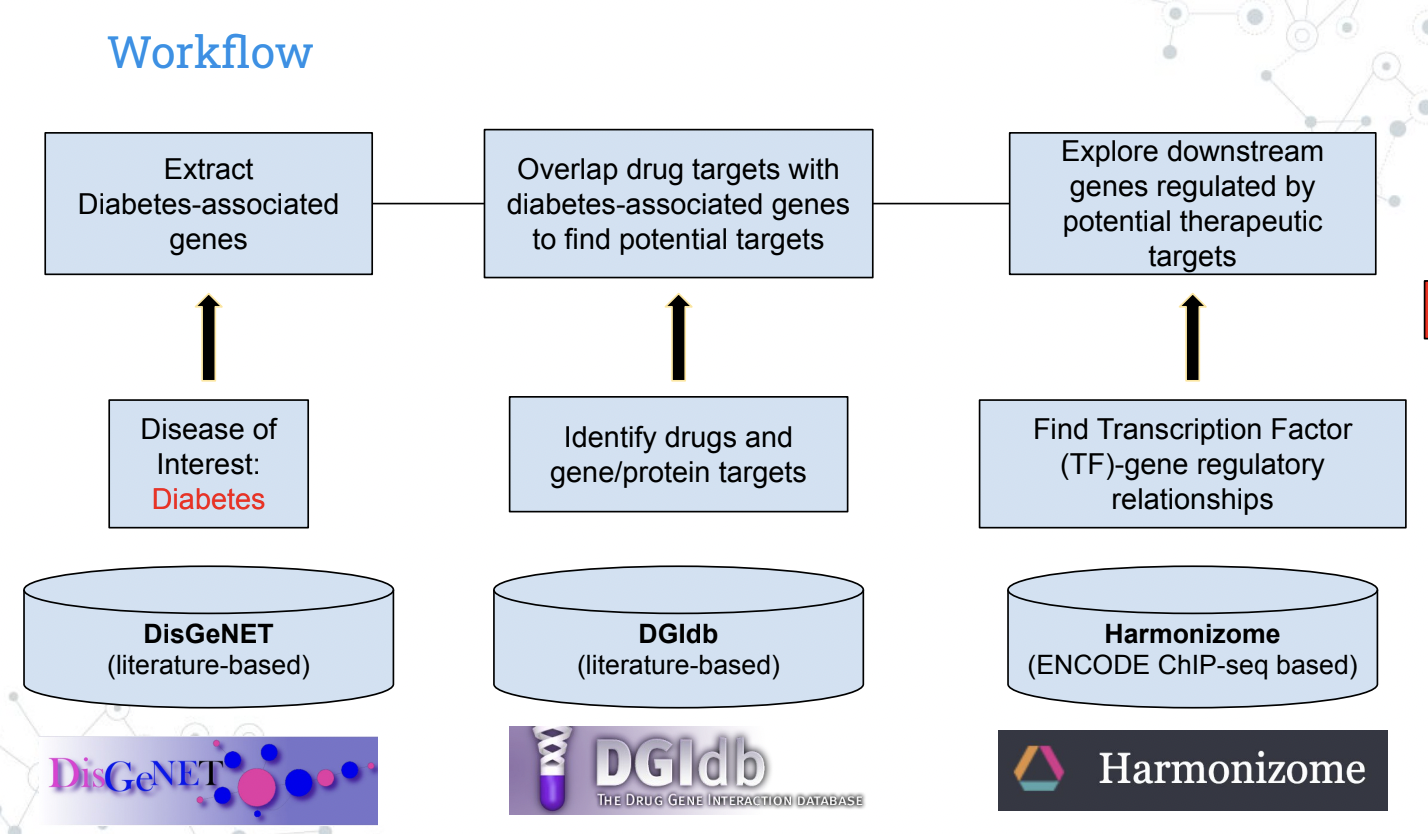 Workflow
Extract
Diabetes-associated
genes
Overlap drug targets with
diabetes-associated genes
to find potential targets
Explore downstream
genes regulated by
potential therapeutic
targets
Disease of
Interest:
Diabetes
Identify drugs and
gene/protein targets
Find Transcription Factor
(TF)-gene regulatory
relationships
DisGeNET
(literature-based)
DGIdb
(literature-based)
Harmonizome
(ENCODE ChIP-seq based)
DisGeNET
DGIdb
THE DRUG GENE INTERACTION DATABASE
Harmonizome